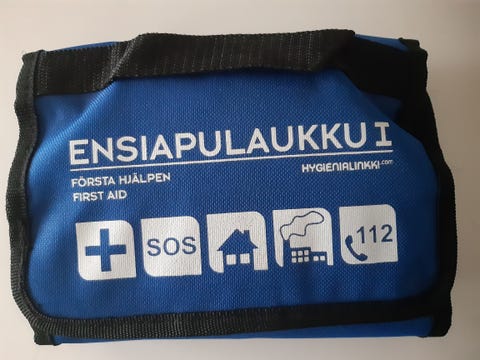 ENSIAPULAUKKU I
HYGIENIALINKKI.com
FÖRSTA HJÄLPEN
FIRST AID
SOS
112